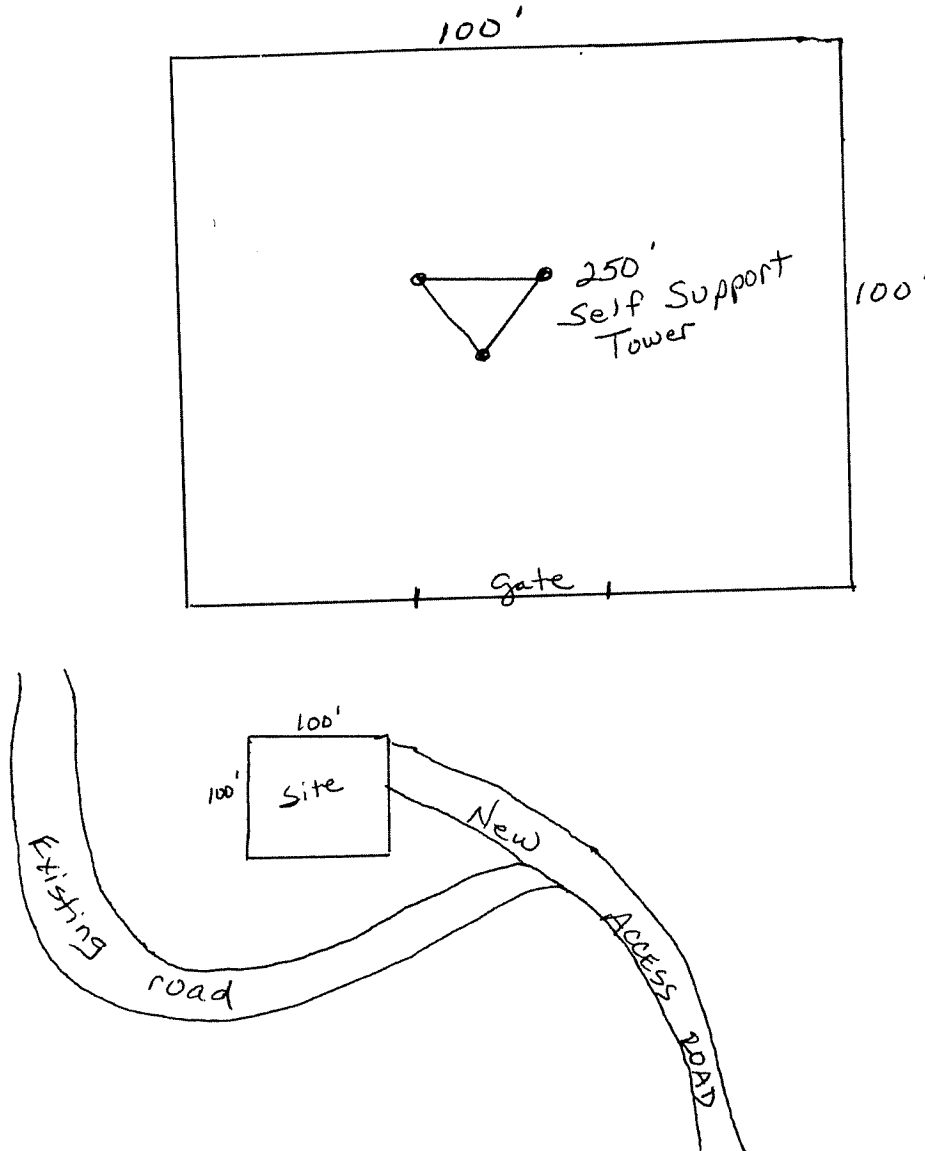 100'
250'
Self Support
Tower
100'
Gate
100'
100'
Site
New
Existing
road
ACCESS ROAD